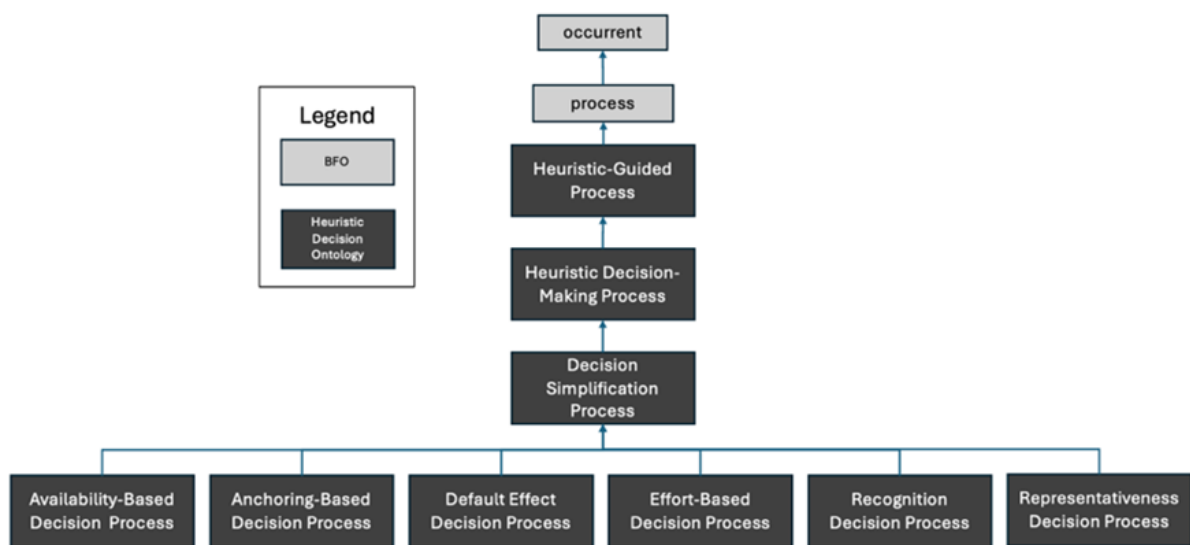 occurrent
process
Legend
BFO
Heuristic
Decision
Ontology
Heuristic-Guided
Process
Heuristic Decision-
Making Process
Decision
Simplification
Process
Availability-Based
Decision Process
Anchoring-Based
Decision Process
Default Effect
Decision Process
Effort-Based
Decision Process
Recognition
Decision Process
Representativeness
Decision Process